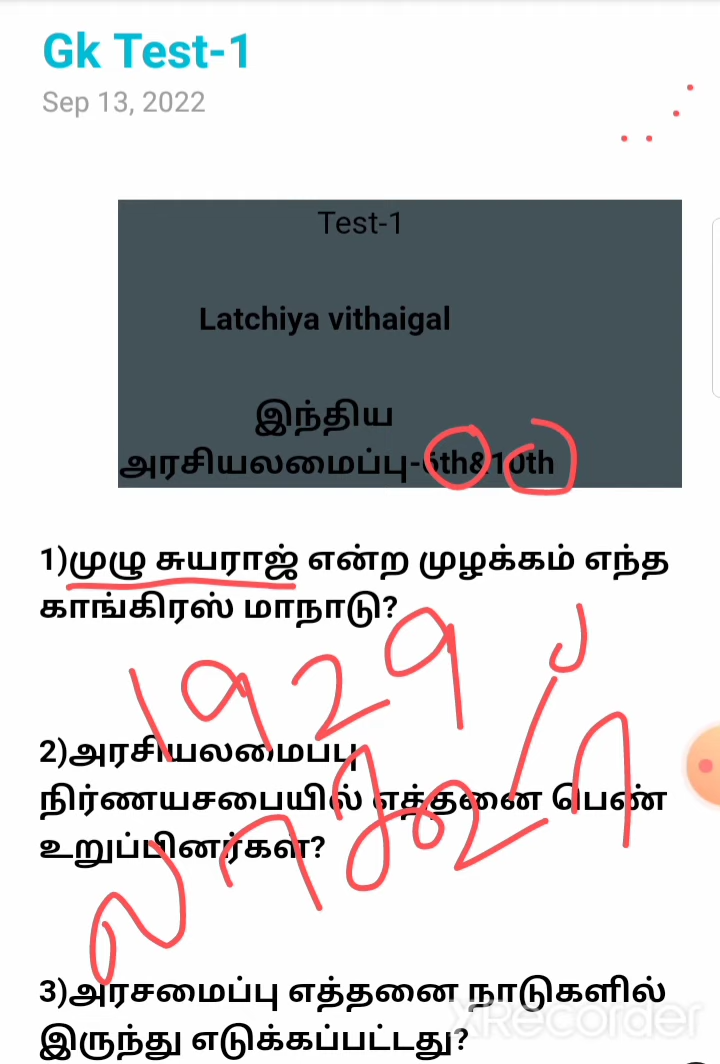 Gk Test-1
Sep 13, 2022
Test-1
Latchiya vithaigal
இந்திய
அரசியலமைப்பு-6th&10th
1)முழு சுயராஜ் என்ற முழக்கம் எந்த
காங்கிரஸ் மாநாடு?
1929
2)அரசியலமைப்பு
நிர்ணயசபையில் எத்தனை பெண்
உறுப்பினர்கள்?
3)அரசமைப்பு எத்தனை நாடுகளில்
இருந்து எடுக்கப்பட்டது?
XRecorder